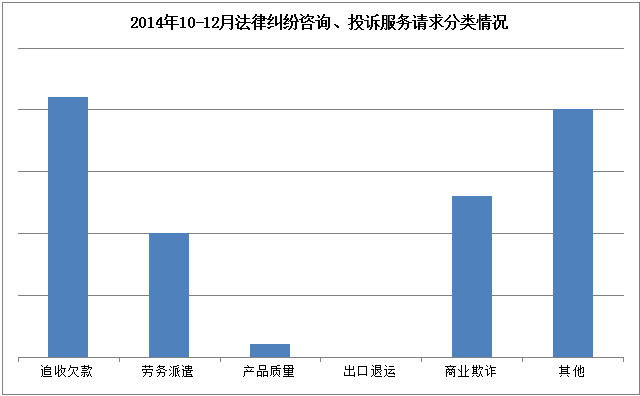 2014年10-12月法律纠纷咨询、投诉服务请求分类情况
追收欠款 劳务派遣 产品质量 出口退运 商业欺诈 其他